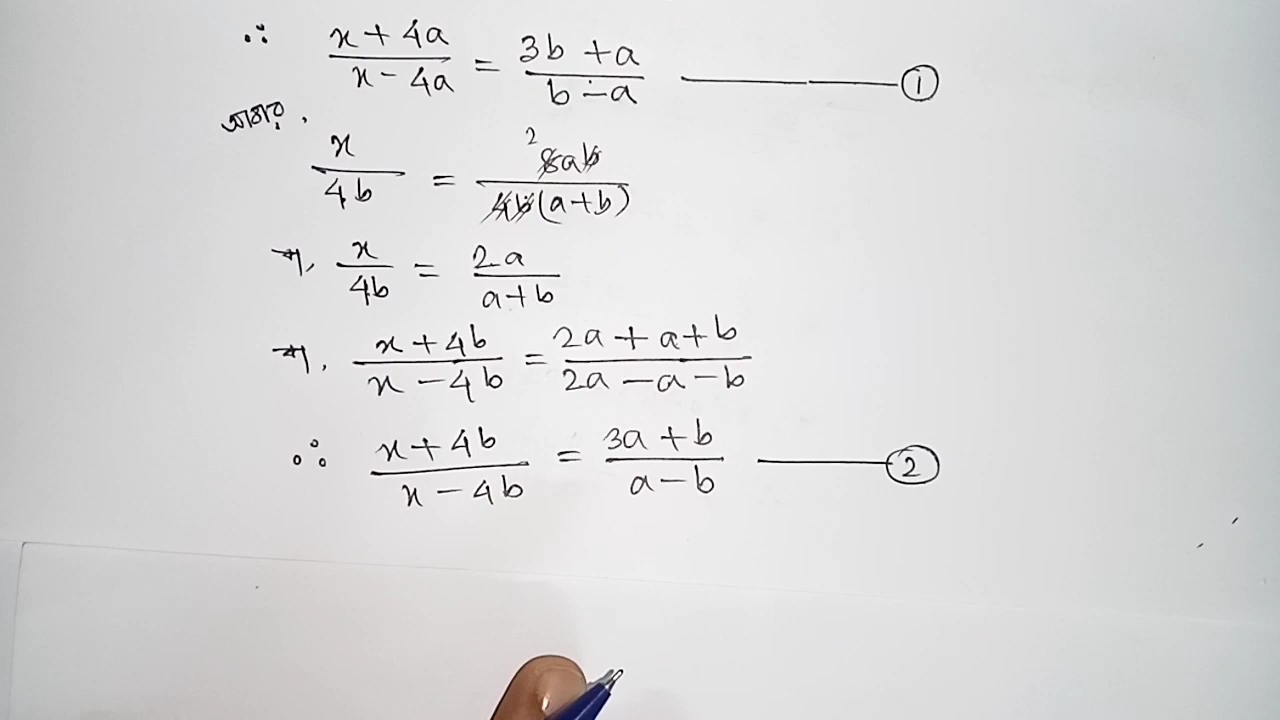 ∴ (x + 4a)/(x - 4a) = (3b + a)/(b - a) ——— ①
আবার,
x/4b = 2 8ab/4b(a+b)
বা, x/4b = 2a/(a+b)
বা, (x + 4b)/(x - 4b) = (2a + a + b)/(2a - a - b)
∴ (x + 4b)/(x - 4b) = (3a + b)/(a - b) ——— ②